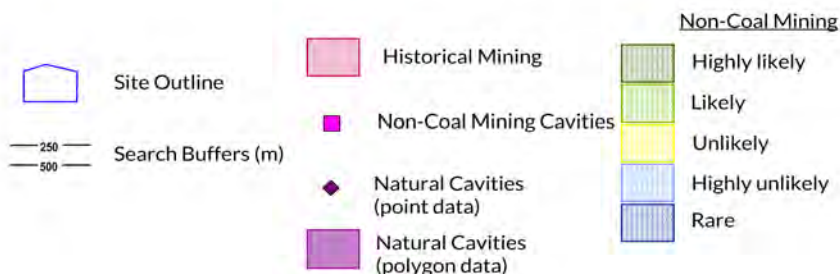 Site Outline
250
500
Search Buffers (m)
Historical Mining
Non-Coal Mining Cavities
Natural Cavities
(point data)
Natural Cavities
(polygon data)
Non-Coal Mining
Highly likely
Likely
Unlikely
Highly unlikely
Rare